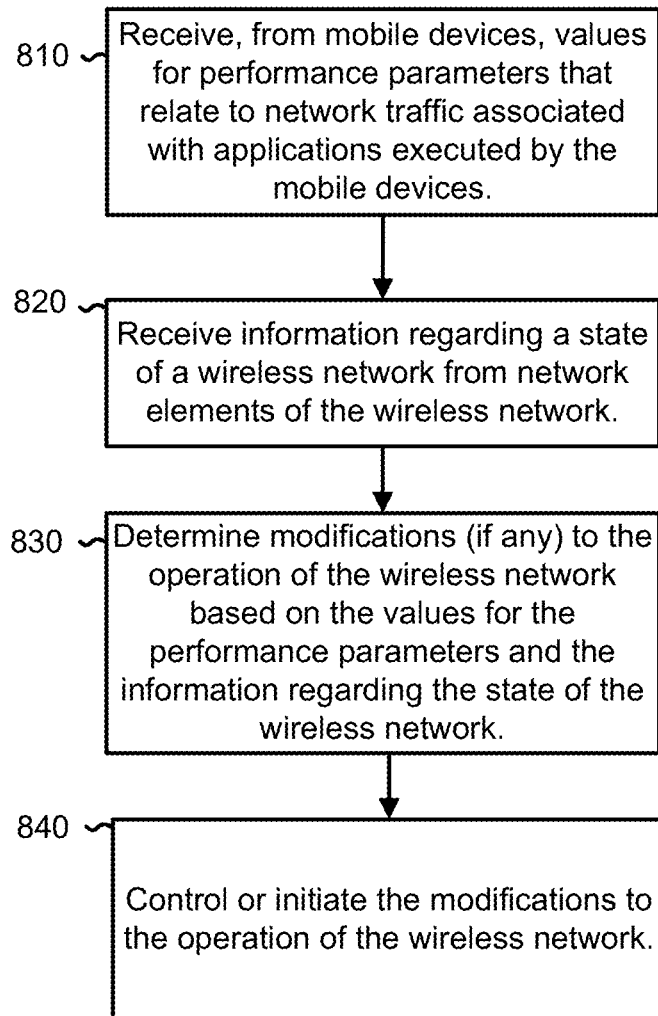 810
Receive, from mobile devices, values
for performance parameters that
relate to network traffic associated
with applications executed by the
mobile devices.
820
Receive information regarding a state
of a wireless network from network
elements of the wireless network.
830
Determine modifications (if any) to the
operation of the wireless network
based on the values for the
performance parameters and the
information regarding the state of the
wireless network.
840
Control or initiate the modifications to
the operation of the wireless network.